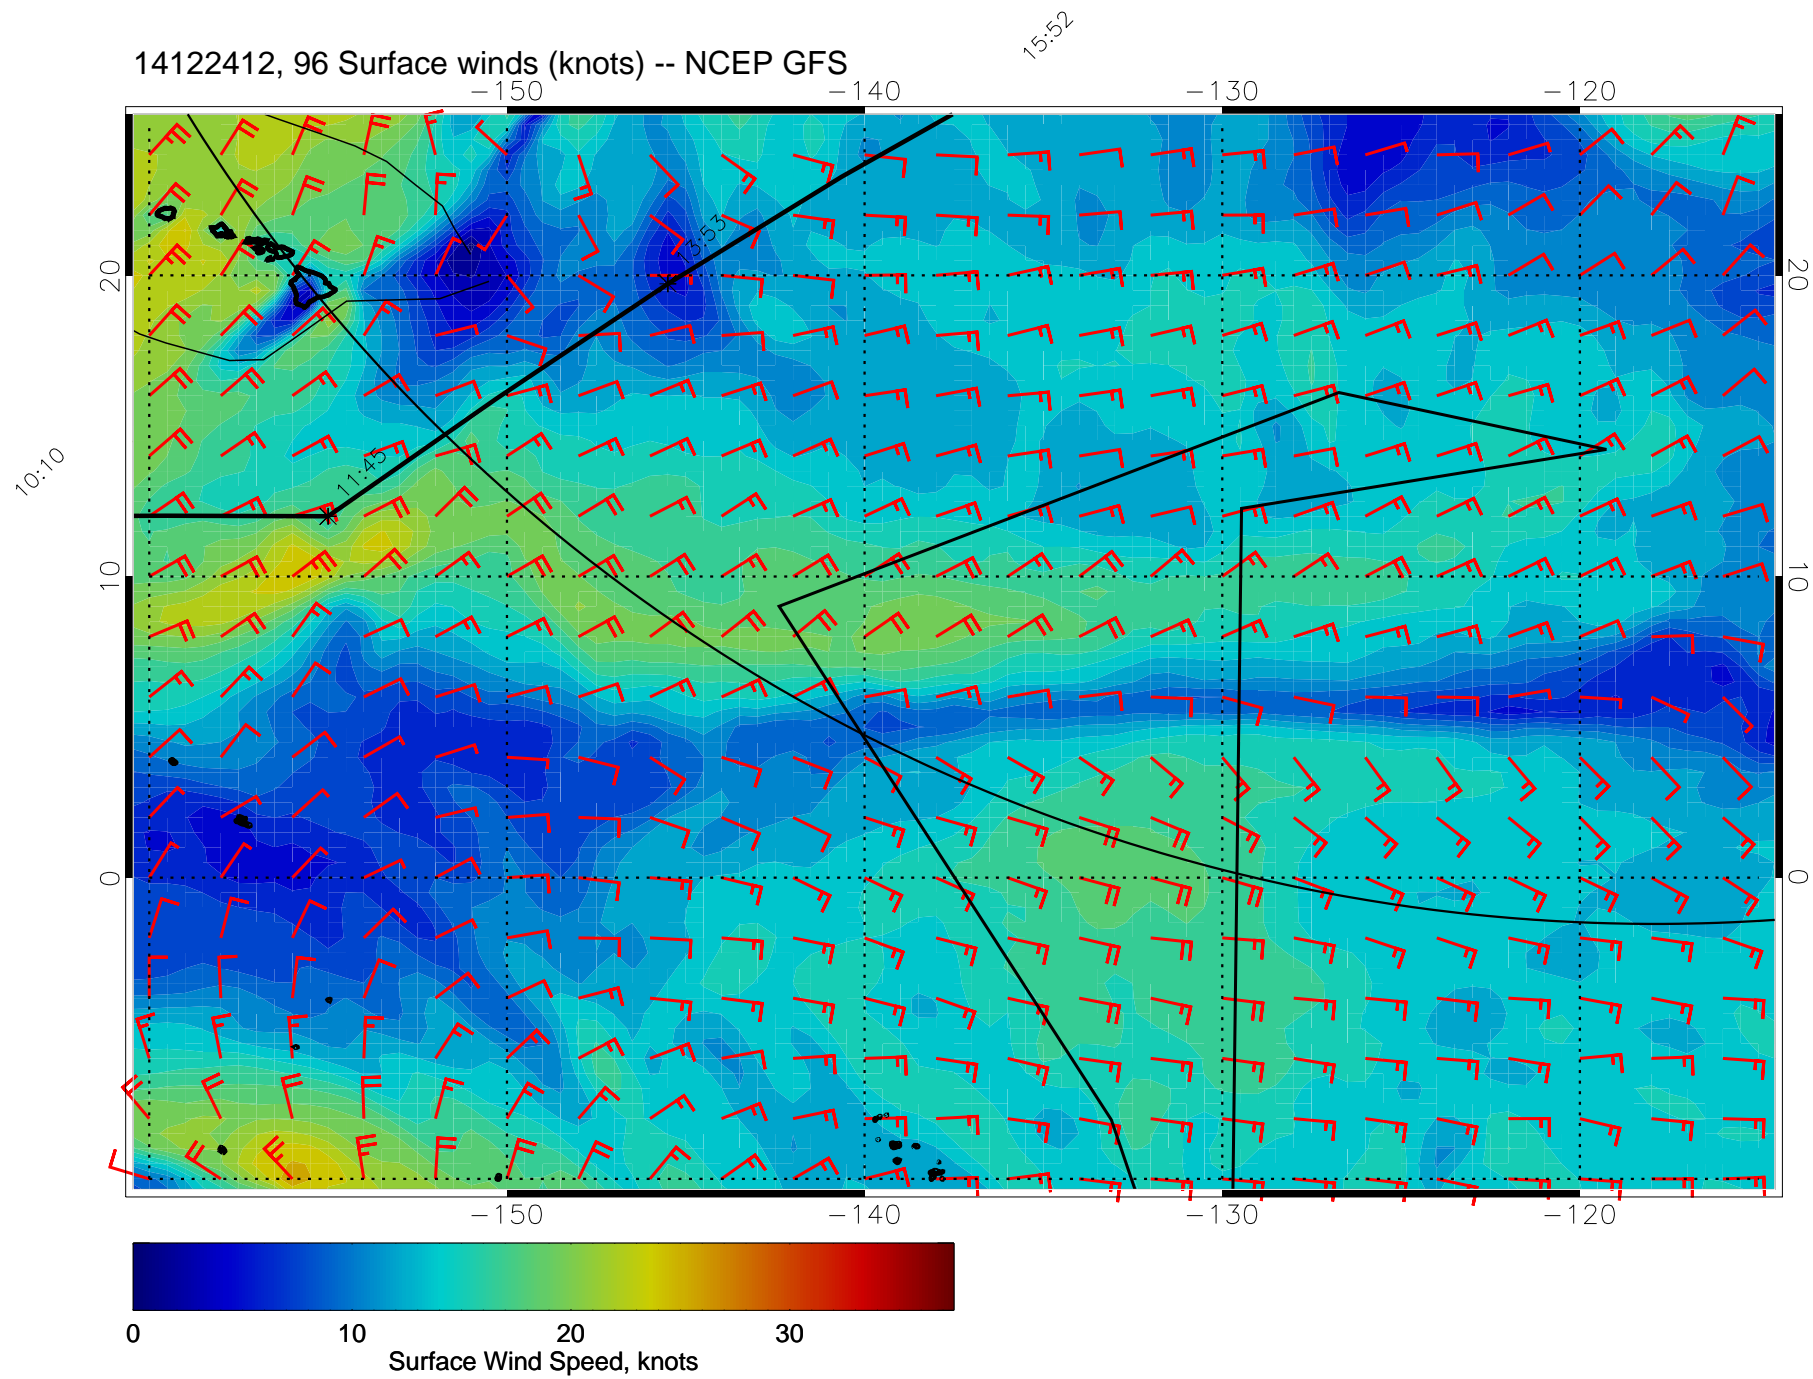 15:52
14122412, 96 Surface winds (knots) -- NCEP GFS
-150 -140 -130 -120
13:53
20 20
11:45
10:10
10 10
0 0
-150 -140 -130 -120
0 10 20 30
Surface Wind Speed, knots